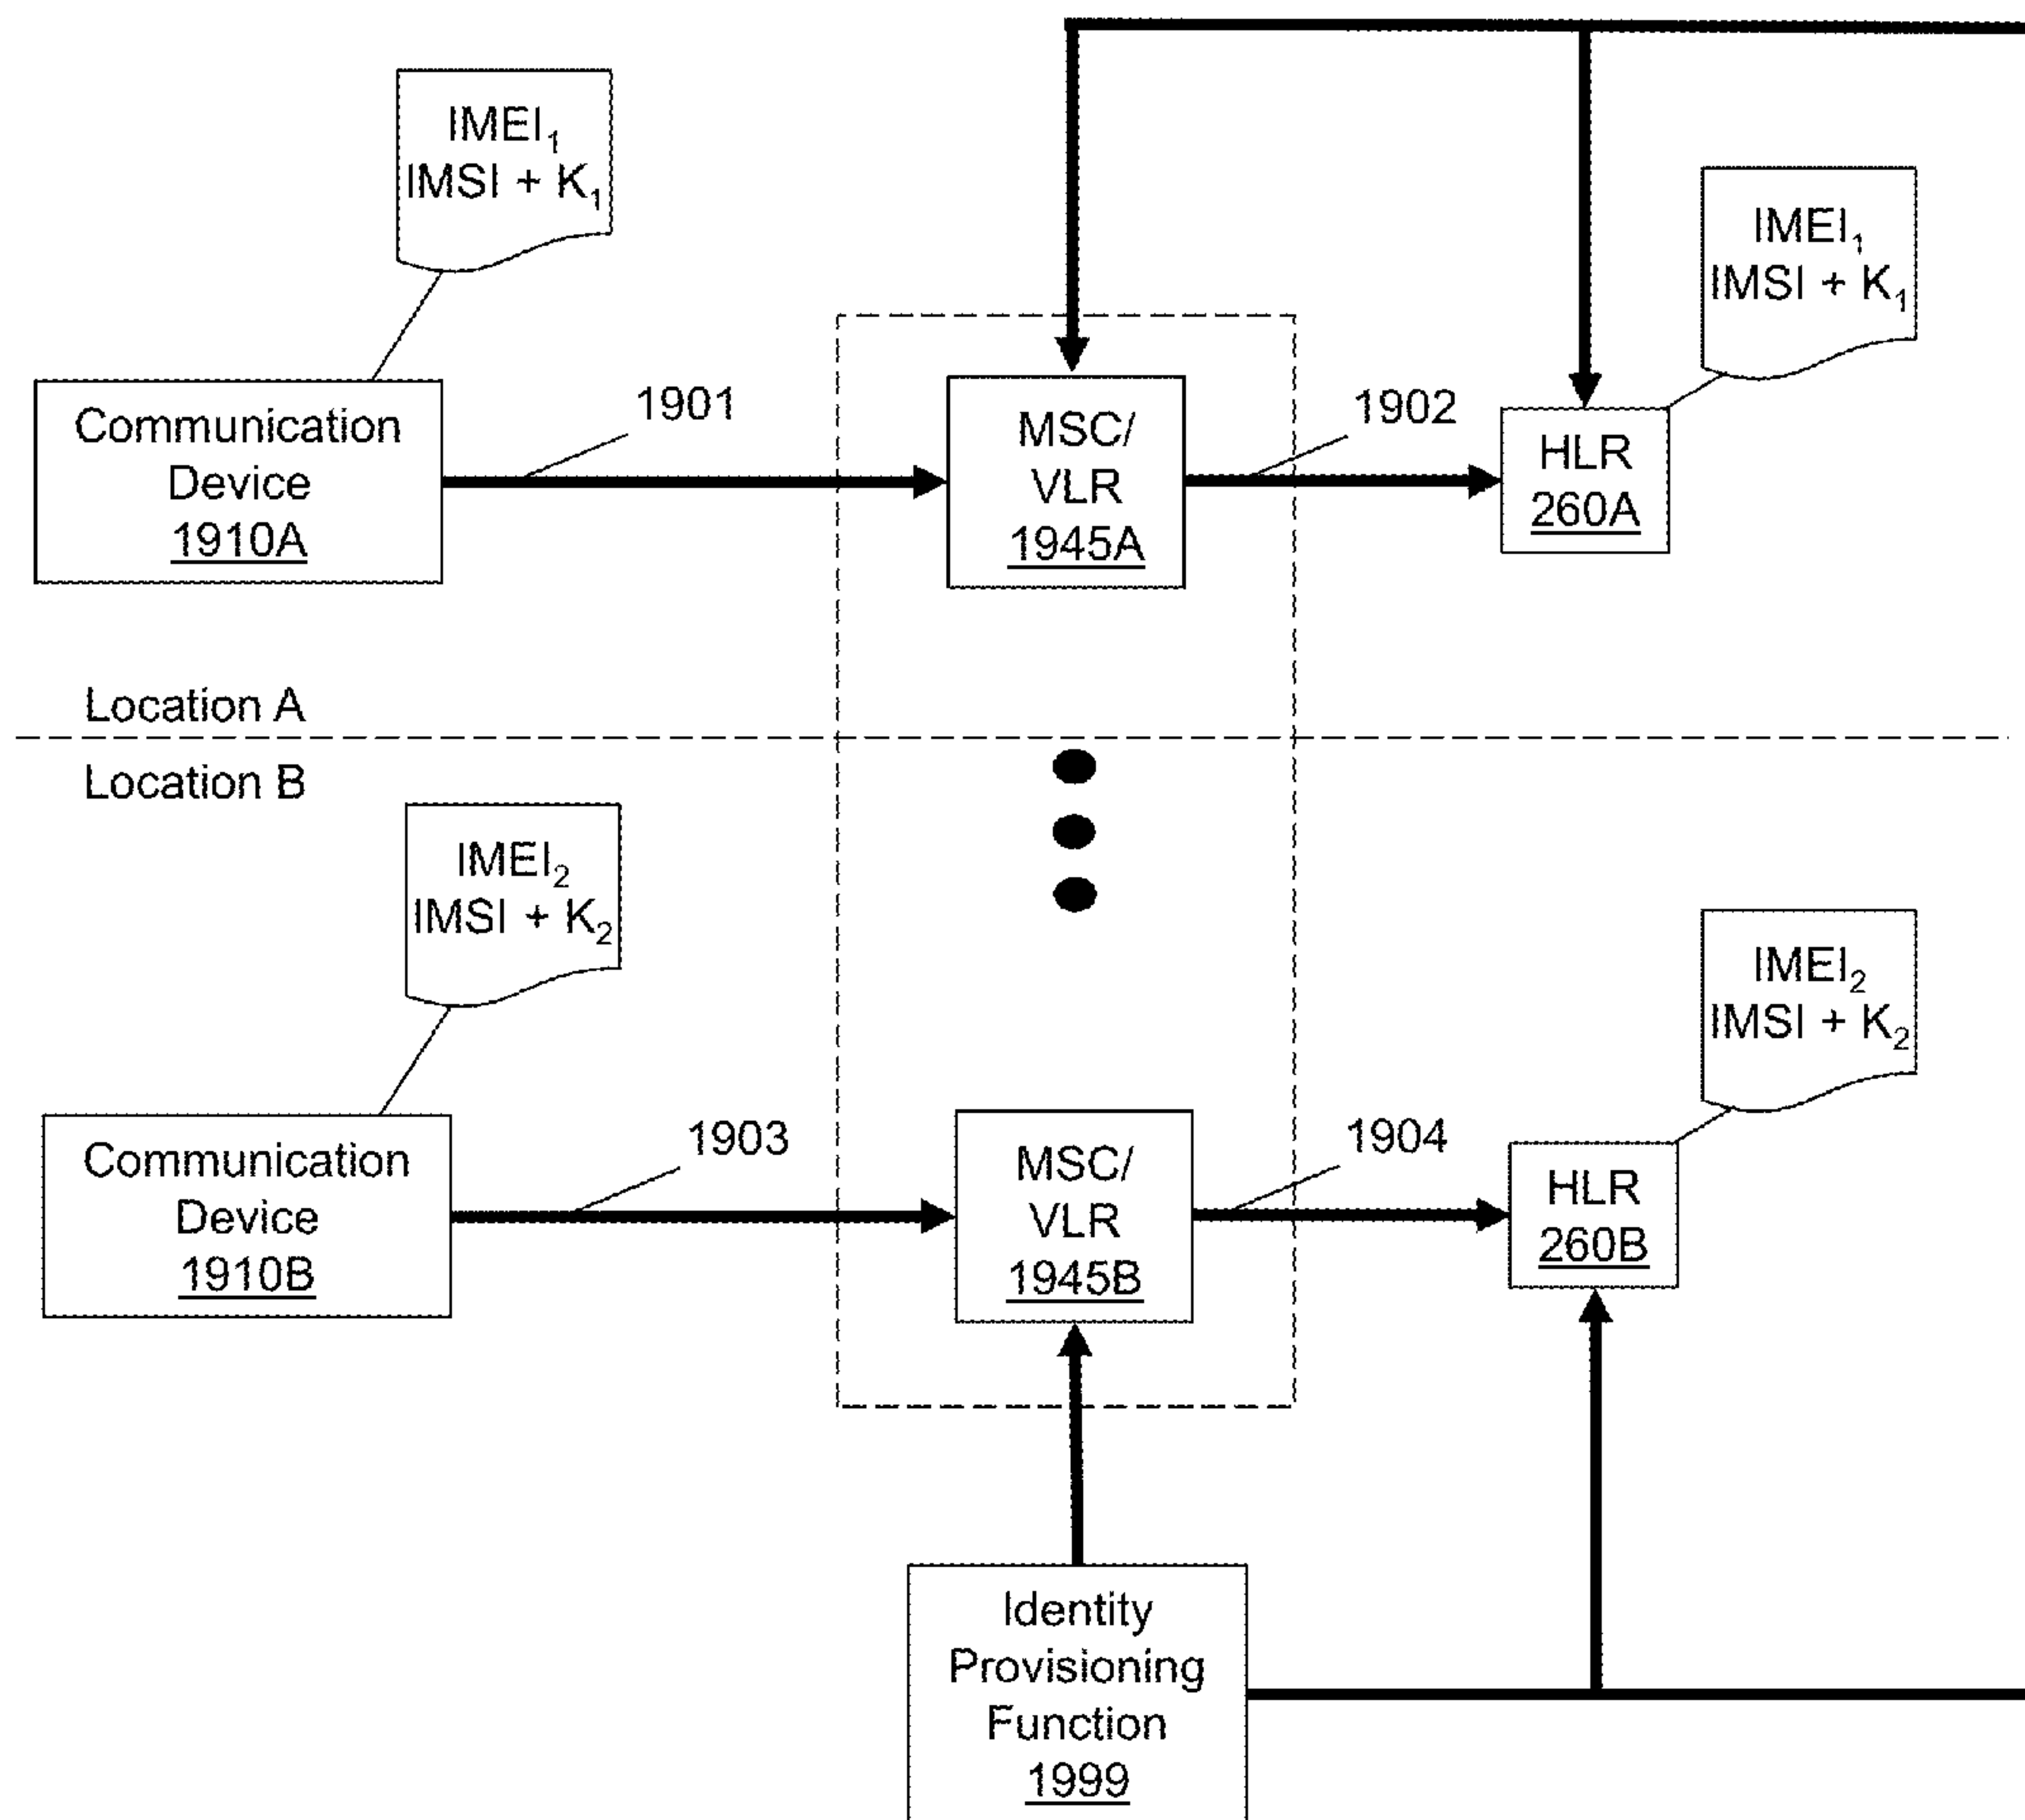 IMEI₁
IMSI + K₁
IMEI₁
IMSI + K₁
Communication
Device
1910A
1901
MSC/
VLR
1945A
1902
HLR
260A
Location A
Location B
IMEI₂
IMSI + K₂
IMEI₂
IMSI + K₂
Communication
Device
1910B
1903
MSC/
VLR
1945B
1904
HLR
260B
Identity
Provisioning
Function
1999